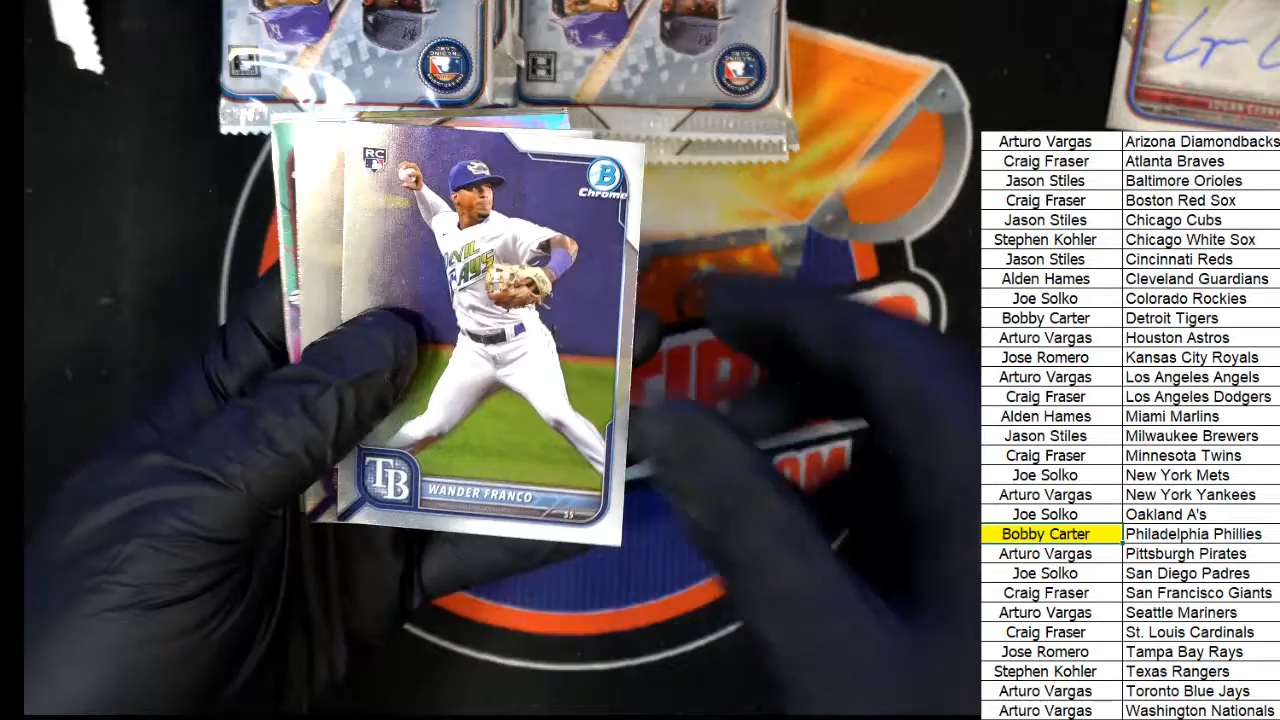 RC
B
Chrome
DEVIL
RAYS
TB
WANDER FRANCO
SS
H
H
Arturo Vargas Arizona Diamondbacks
Craig Fraser Atlanta Braves
Jason Stiles Baltimore Orioles
Craig Fraser Boston Red Sox
Jason Stiles Chicago Cubs
Stephen Kohler Chicago White Sox
Jason Stiles Cincinnati Reds
Alden Hames Cleveland Guardians
Joe Solko Colorado Rockies
Bobby Carter Detroit Tigers
Arturo Vargas Houston Astros
Jose Romero Kansas City Royals
Arturo Vargas Los Angeles Angels
Craig Fraser Los Angeles Dodgers
Alden Hames Miami Marlins
Jason Stiles Milwaukee Brewers
Craig Fraser Minnesota Twins
Joe Solko New York Mets
Arturo Vargas New York Yankees
Joe Solko Oakland A's
Bobby Carter Philadelphia Phillies
Arturo Vargas Pittsburgh Pirates
Joe Solko San Diego Padres
Craig Fraser San Francisco Giants
Arturo Vargas Seattle Mariners
Craig Fraser St. Louis Cardinals
Jose Romero Tampa Bay Rays
Stephen Kohler Texas Rangers
Arturo Vargas Toronto Blue Jays
Arturo Vargas Washington Nationals